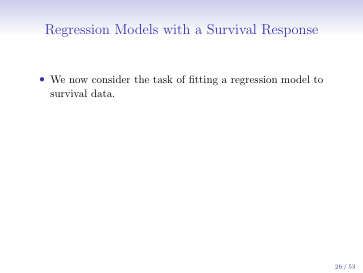 Regression Models with a Survival Response
• We now consider the task of fitting a regression model to
survival data.
26 / 53